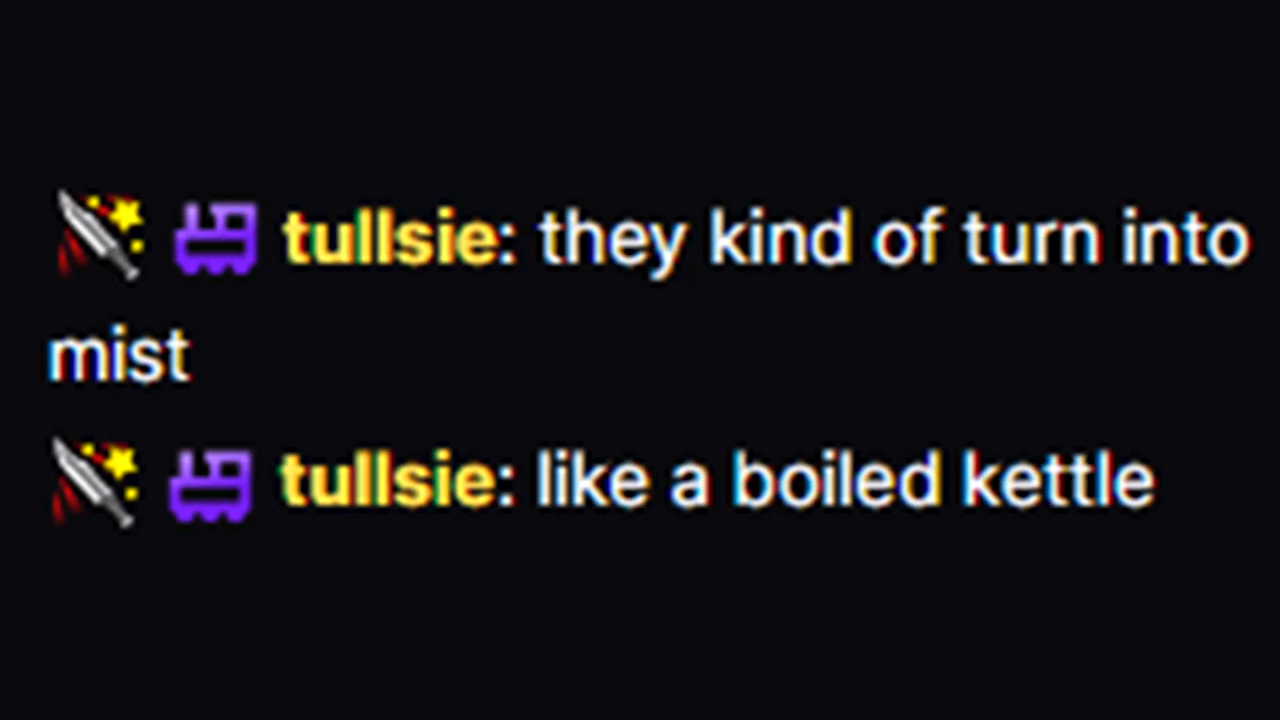 tullsie: they kind of turn into
mist
tullsie: like a boiled kettle